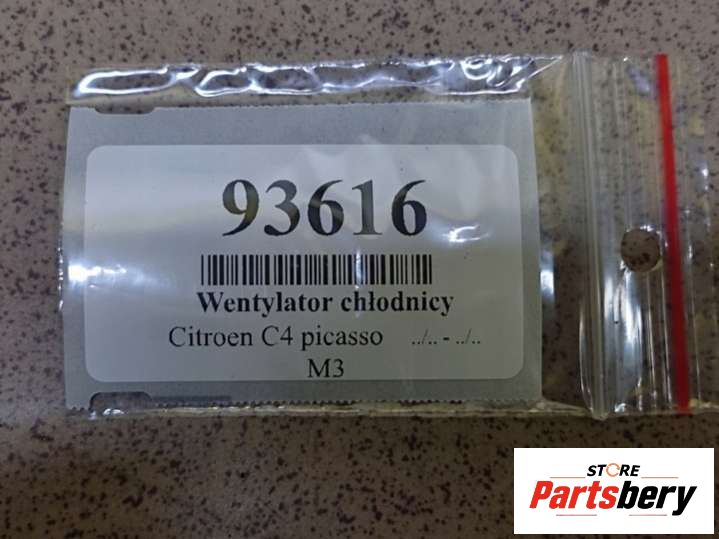 93616
Wentylator chłodnicy
Citroen C4 picasso ../.. - ../..
M3
STORE
Partsbery